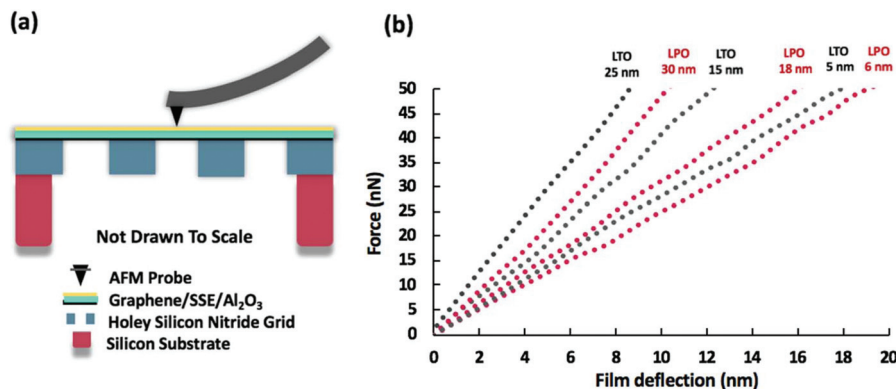 (a)
Not Drawn To Scale
AFM Probe
Graphene/SSE/Al₂O₃
Holey Silicon Nitride Grid
Silicon Substrate
(b)
LTO
25 nm
LPO
30 nm
LTO
15 nm
LPO
18 nm
LTO
5 nm
LPO
6 nm
Force (nN)
50
45
40
35
30
25
20
15
10
5
0
0 2 4 6 8 10 12 14 16 18 20
Film deflection (nm)